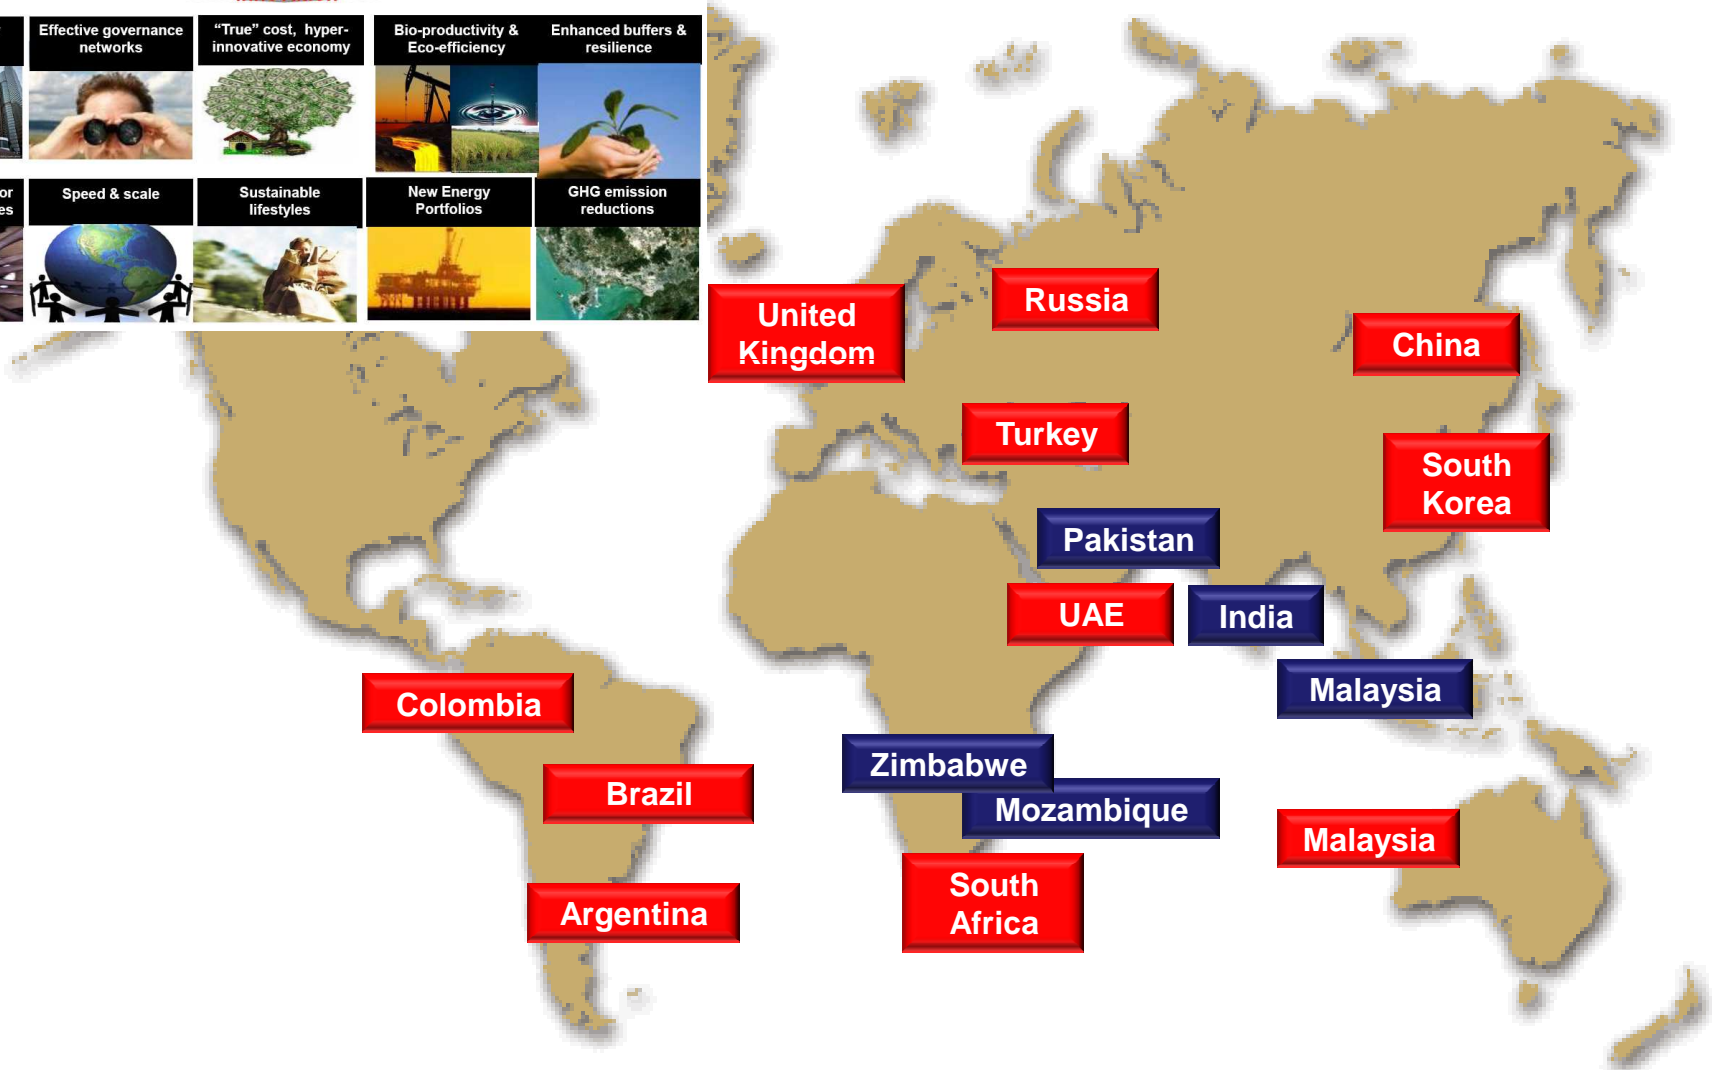 Effective governance
networks
“True” cost, hyper-
innovative economy
Bio-productivity &
Eco-efficiency
Enhanced buffers &
resilience
or
es
Speed & scale
Sustainable
lifestyles
New Energy
Portfolios
GHG emission
reductions
United
Kingdom
Russia
China
Turkey
South
Korea
Pakistan
UAE
India
Colombia
Malaysia
Zimbabwe
Brazil
Mozambique
Malaysia
South
Africa
Argentina